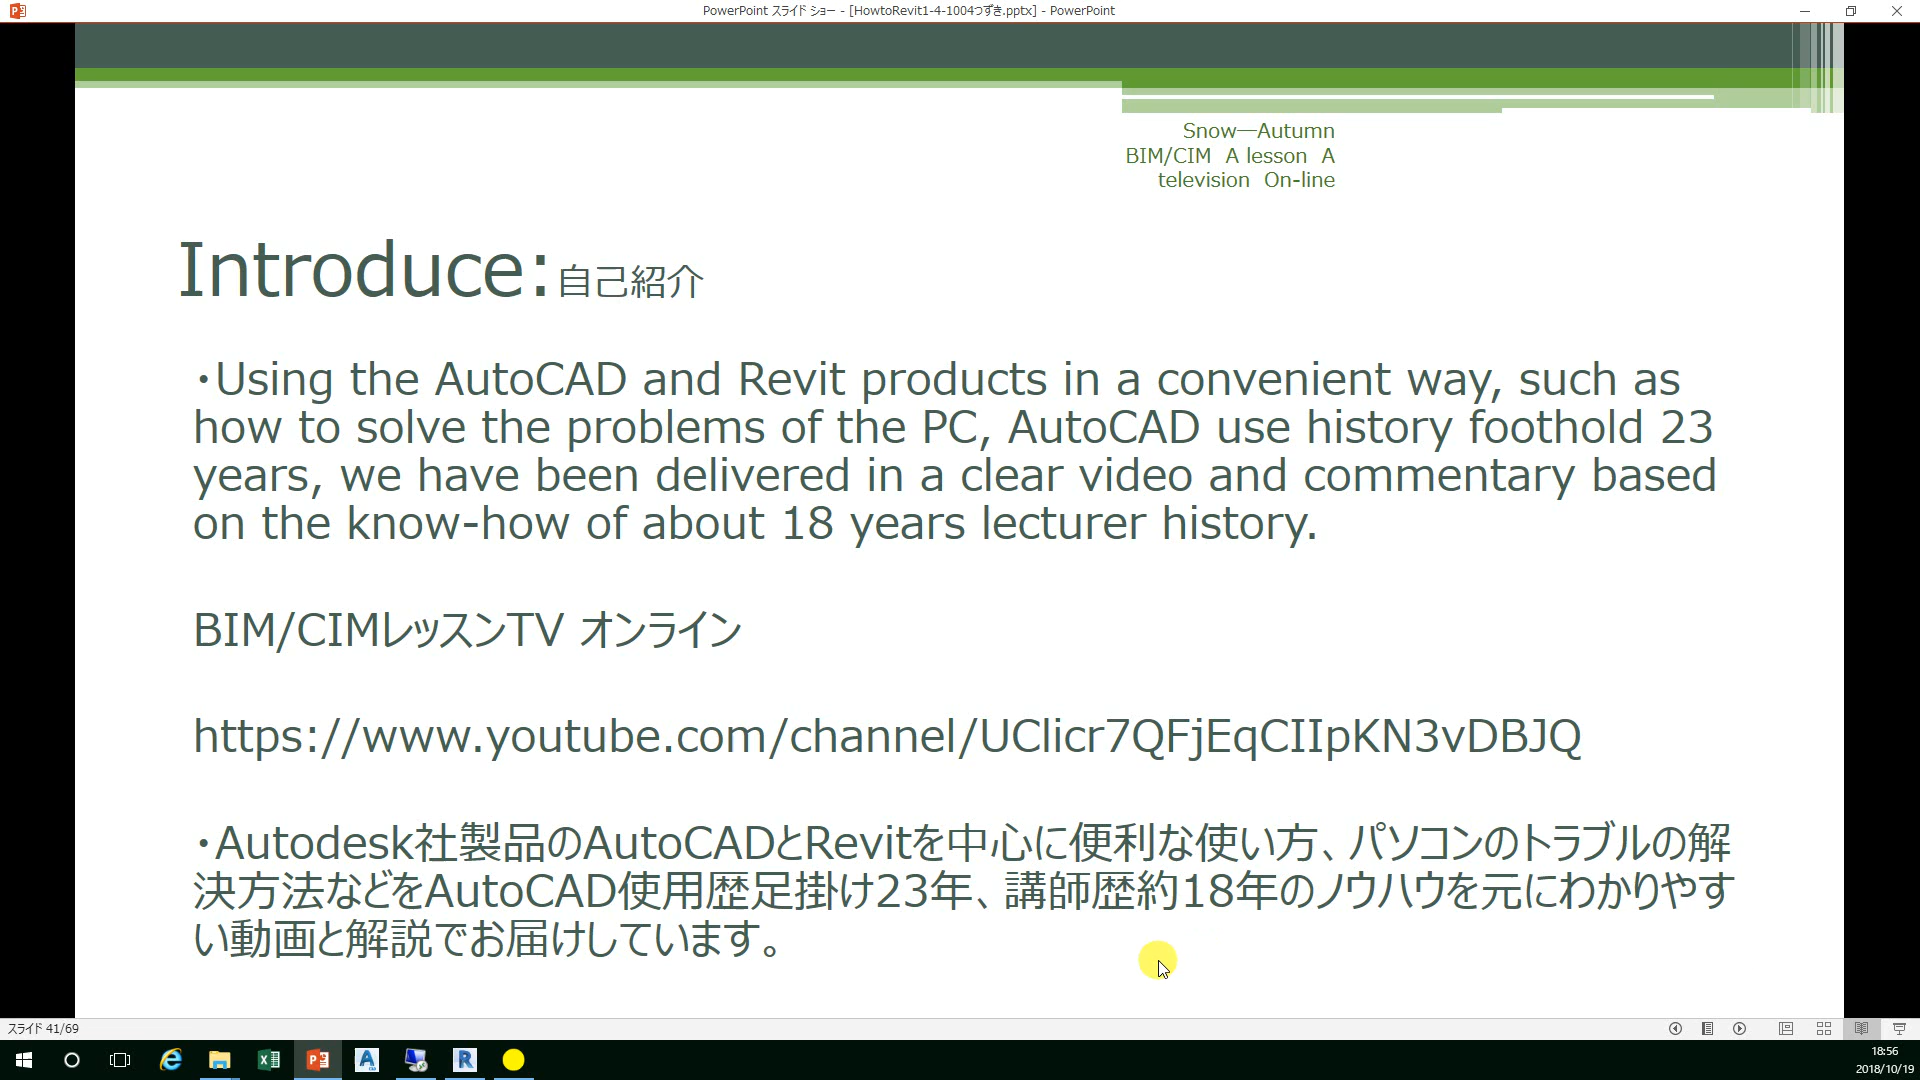 PowerPoint スライド ショー - [HowtoRevit1-4-1004つずき.pptx] - PowerPoint
Snow―Autumn
BIM/CIM A lesson A
television On-line
Introduce:自己紹介
・Using the AutoCAD and Revit products in a convenient way, such as
how to solve the problems of the PC, AutoCAD use history foothold 23
years, we have been delivered in a clear video and commentary based
on the know-how of about 18 years lecturer history.
BIM/CIMレッスンTV オンライン
https://www.youtube.com/channel/UClicr7QFjEqCIIpKN3vDBJQ
・Autodesk社製品のAutoCADとRevitを中心に便利な使い方、パソコンのトラブルの解
決方法などをAutoCAD使用歴足掛け23年、講師歴約18年のノウハウを元にわかりやす
い動画と解説でお届けしています。
スライド 41/69
18:56
2018/10/19